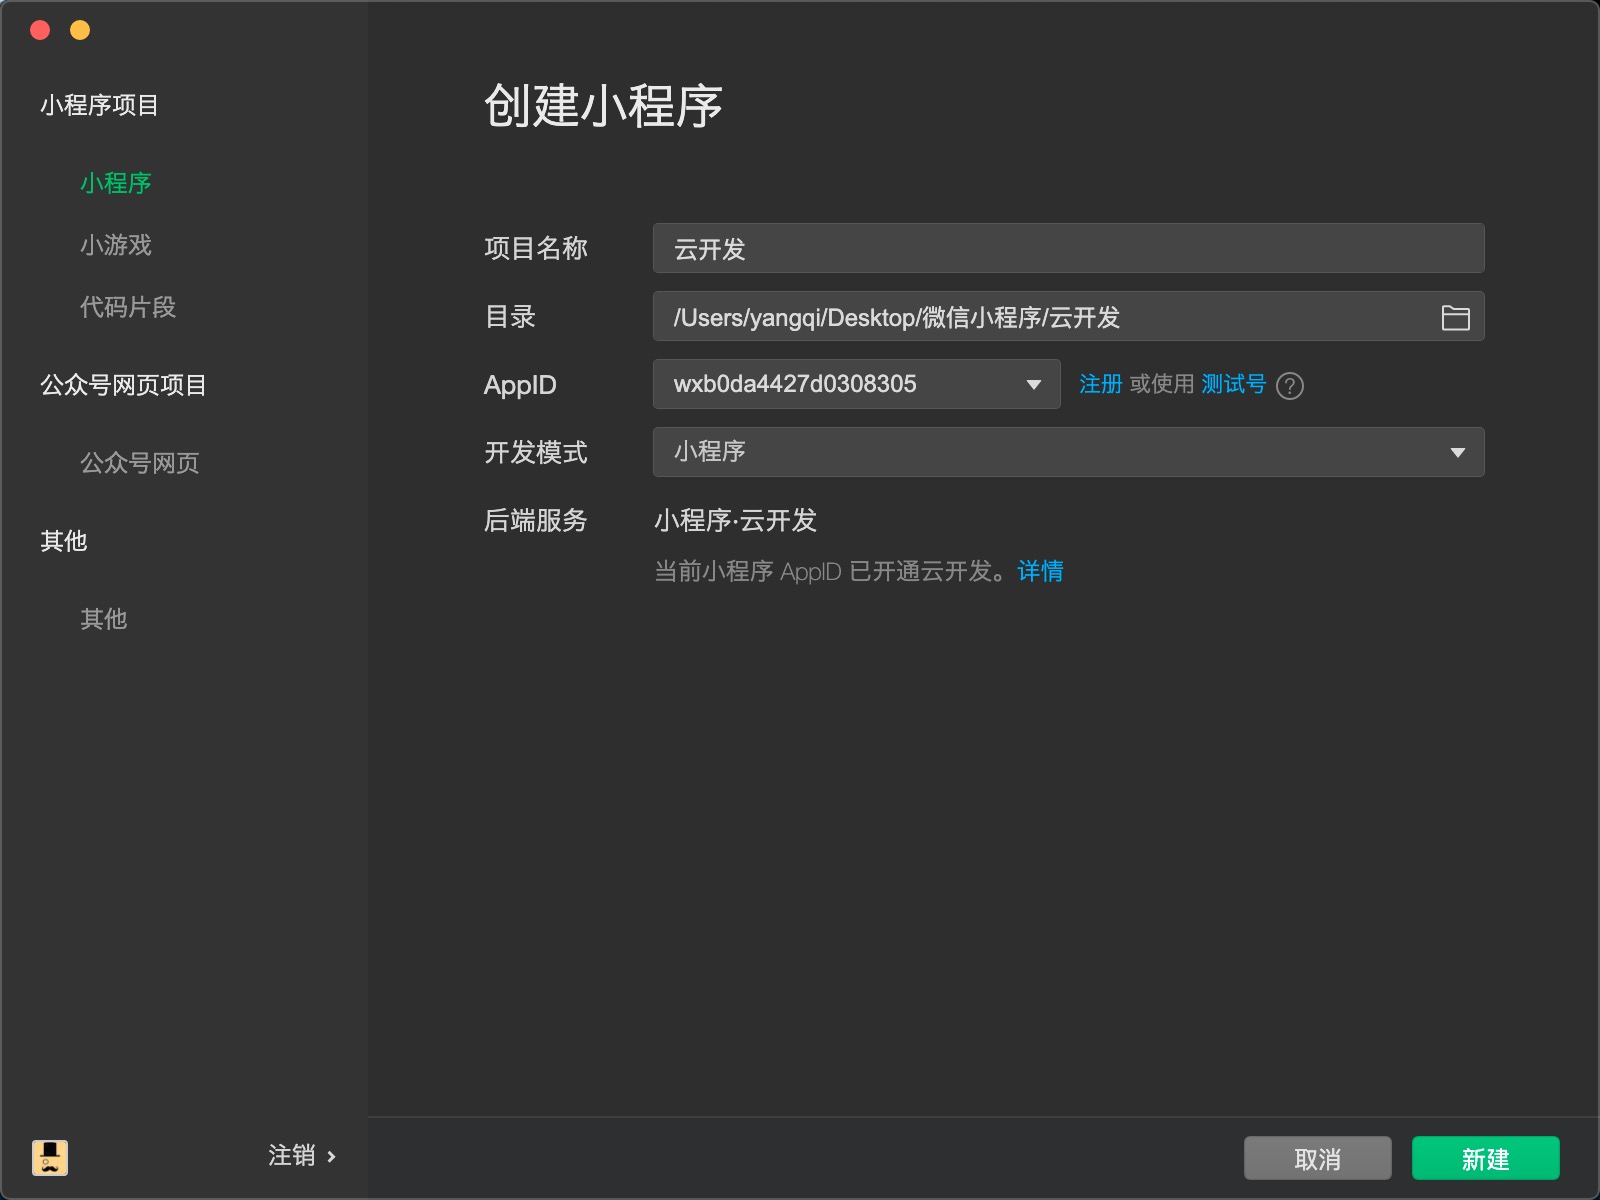 小程序项目
小程序
小游戏
代码片段
公众号网页项目
公众号网页
其他
其他
注销
创建小程序
项目名称 云开发
目录 /Users/yangqi/Desktop/微信小程序/云开发
AppID wxb0da4427d0308305 注册 或使用 测试号 ?
开发模式 小程序
后端服务 小程序·云开发
当前小程序 AppID 已开通云开发。详情
取消 新建